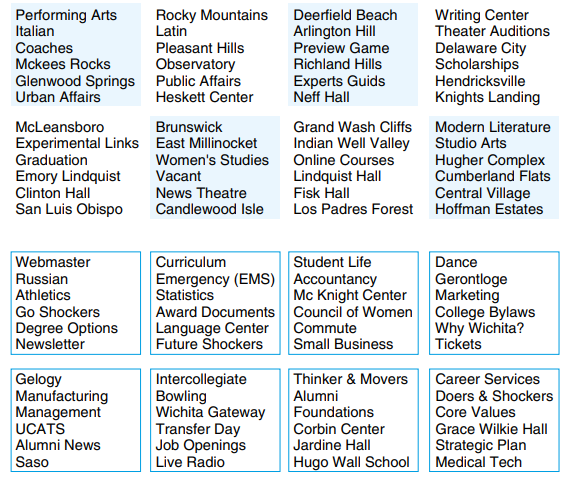 Performing Arts
Italian
Coaches
Mckees Rocks
Glenwood Springs
Urban Affairs
Rocky Mountains
Latin
Pleasant Hills
Observatory
Public Affairs
Heskett Center
Deerfield Beach
Arlington Hill
Preview Game
Richland Hills
Experts Guids
Neff Hall
Writing Center
Theater Auditions
Delaware City
Scholarships
Hendricksville
Knights Landing
McLeansboro
Experimental Links
Graduation
Emory Lindquist
Clinton Hall
San Luis Obispo
Brunswick
East Millinocket
Women's Studies
Vacant
News Theatre
Candlewood Isle
Grand Wash Cliffs
Indian Well Valley
Online Courses
Lindquist Hall
Fisk Hall
Los Padres Forest
Modern Literature
Studio Arts
Hugher Complex
Cumberland Flats
Central Village
Hoffman Estates
Webmaster
Russian
Athletics
Go Shockers
Degree Options
Newsletter
Curriculum
Emergency (EMS)
Statistics
Award Documents
Language Center
Future Shockers
Student Life
Accountancy
Mc Knight Center
Council of Women
Commute
Small Business
Dance
Gerontloge
Marketing
College Bylaws
Why Wichita?
Tickets
Gelogy
Manufacturing
Management
UCATS
Alumni News
Saso
Intercollegiate
Bowling
Wichita Gateway
Transfer Day
Job Openings
Live Radio
Thinker & Movers
Alumni
Foundations
Corbin Center
Jardine Hall
Hugo Wall School
Career Services
Doers & Shockers
Core Values
Grace Wilkie Hall
Strategic Plan
Medical Tech